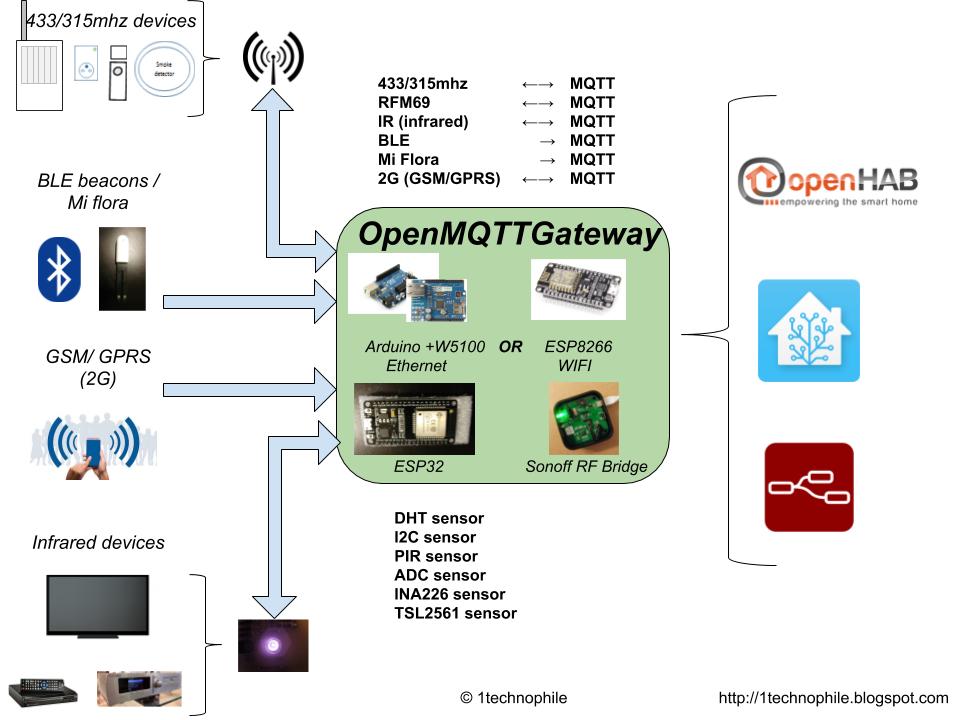 433/315mhz devices
Smoke
detector
433/315mhz ←→ MQTT
RFM69 ←→ MQTT
IR (infrared) ←→ MQTT
BLE → MQTT
Mi Flora → MQTT
2G (GSM/GPRS) ←→ MQTT
BLE beacons /
Mi flora
openHAB
empowering the smart home
OpenMQTTGateway
Arduino +W5100 OR ESP8266
Ethernet WIFI
GSM/ GPRS
(2G)
ESP32 Sonoff RF Bridge
DHT sensor
I2C sensor
PIR sensor
ADC sensor
INA226 sensor
TSL2561 sensor
Infrared devices
© 1technophile
http://1technophile.blogspot.com